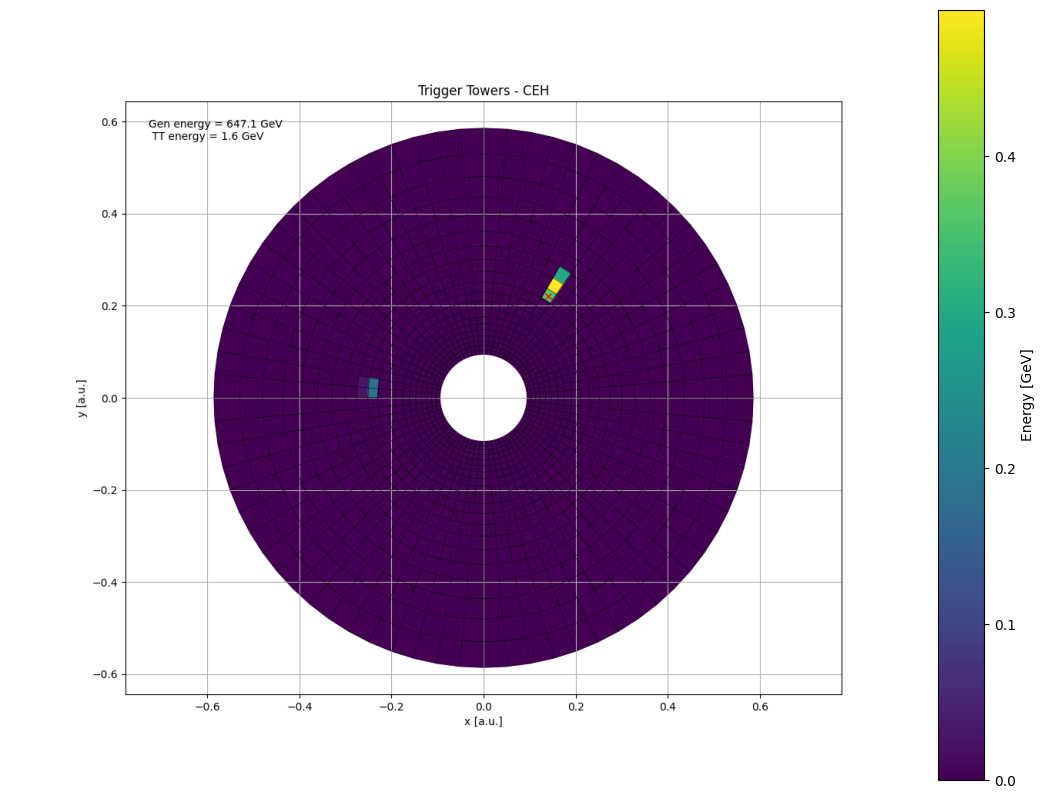 Trigger Towers - CEH
Gen energy = 647.1 GeV
TT energy = 1.6 GeV
0.6
0.4
0.2
0.0
−0.2
−0.4
−0.6
y [a.u.]
−0.6 −0.4 −0.2 0.0 0.2 0.4 0.6
x [a.u.]
0.4
0.3
0.2
0.1
0.0
Energy [GeV]